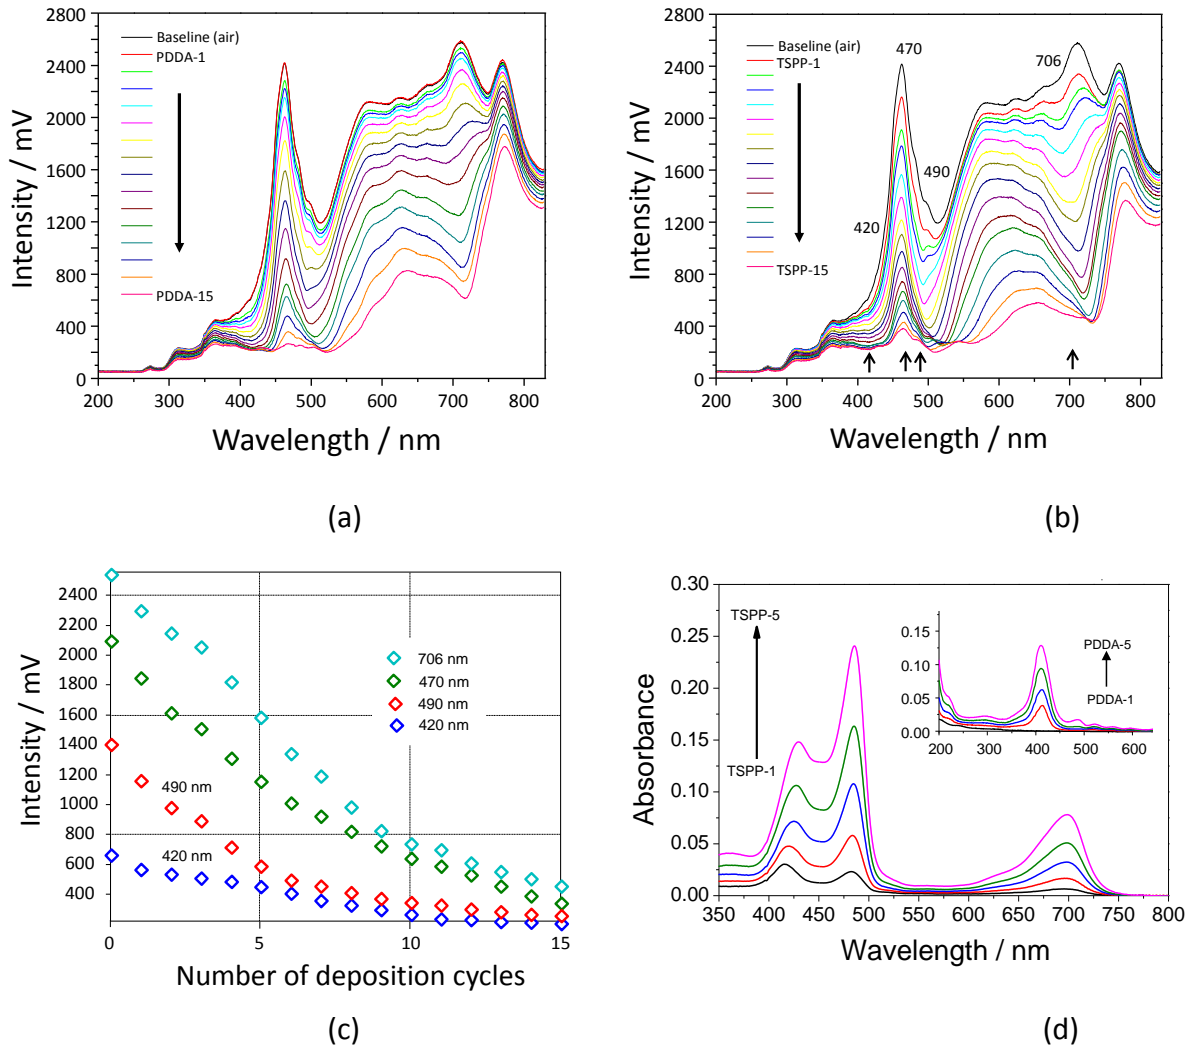 2800
2400
2000
1600
1200
800
400
0
Intensity / mV
Baseline (air)
PDDA-1
PDDA-15
200 300 400 500 600 700 800
Wavelength / nm
(a)
2800
2400
2000
1600
1200
800
400
0
Intensity / mV
Baseline (air)
TSPP-1
TSPP-15
470
706
490
420
200 300 400 500 600 700 800
Wavelength / nm
(b)
2400
2200
2000
1800
1600
1400
1200
1000
800
600
400
Intensity / mV
706 nm
470 nm
490 nm
420 nm
490 nm
420 nm
0 5 10 15
Number of deposition cycles
(c)
0.30
0.25
0.20
0.15
0.10
0.05
0.00
Absorbance
TSPP-5
TSPP-1
0.15
0.10
0.05
0.00
PDDA-5
PDDA-1
200 300 400 500 600
350 400 450 500 550 600 650 700 750 800
Wavelength / nm
(d)